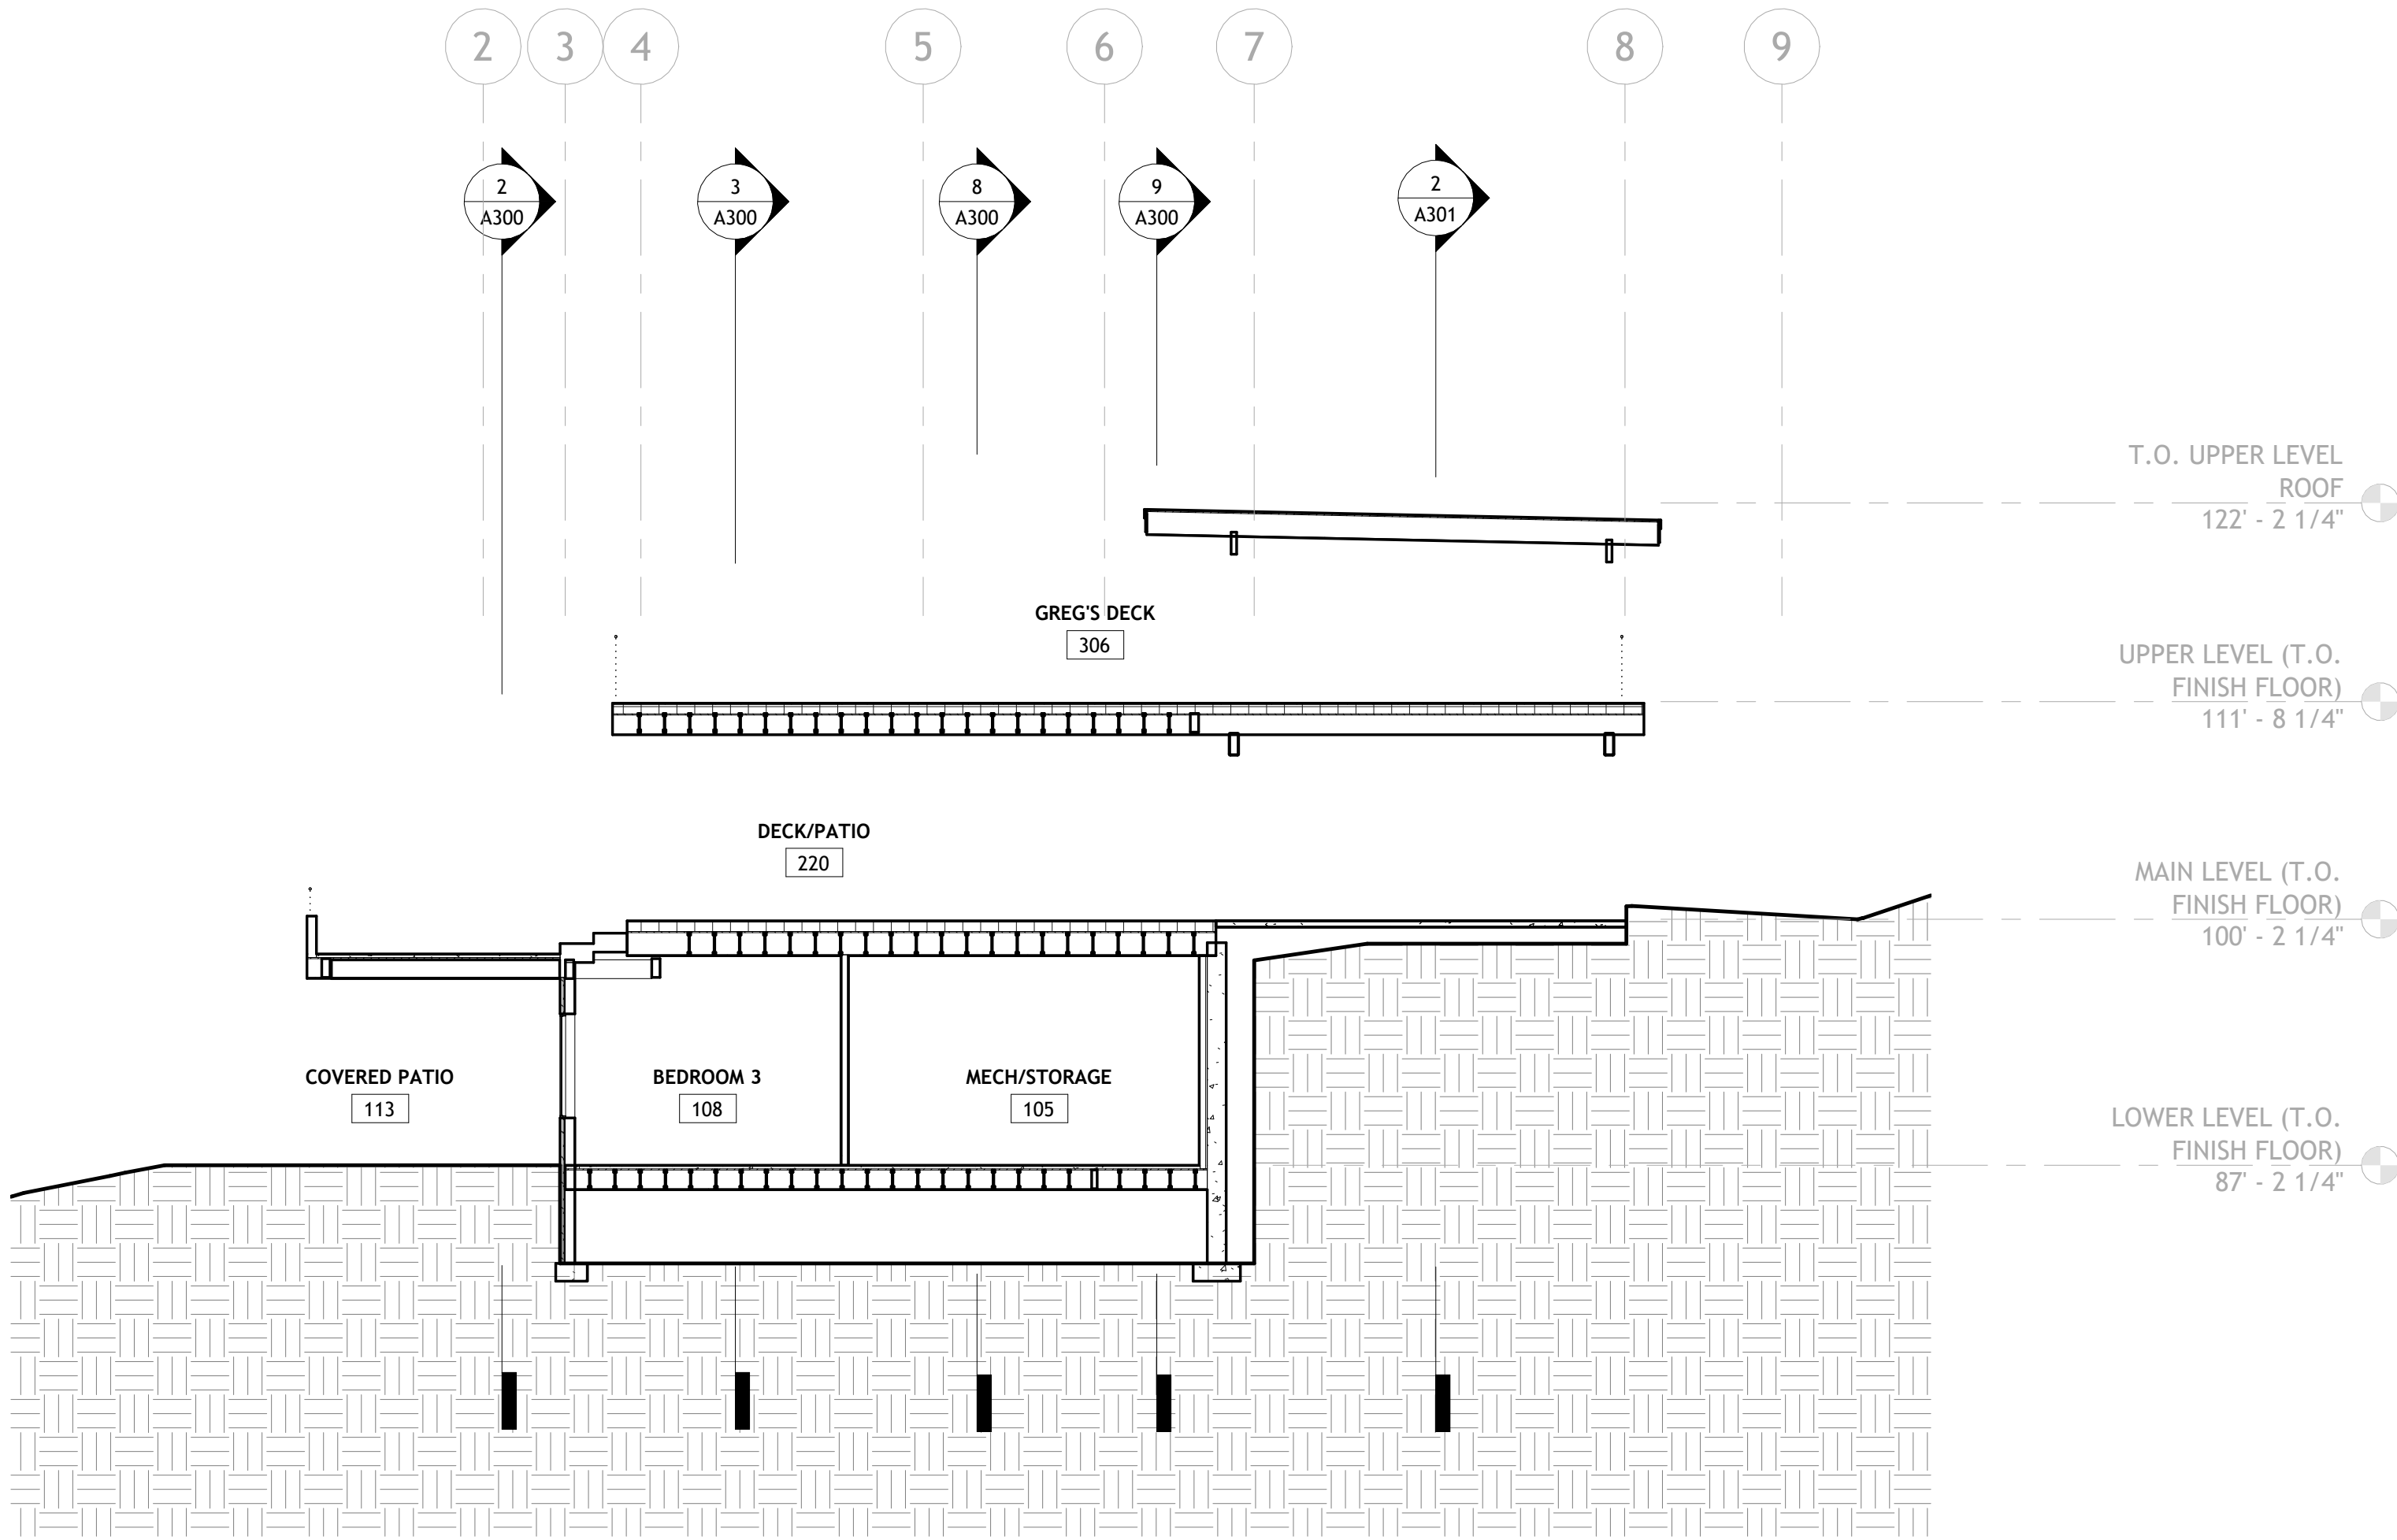 2
3
4
5
6
7
8
9
2
A300
3
A300
8
A300
9
A300
2
A301
T.O. UPPER LEVEL
ROOF
122' - 2 1/4"
GREG'S DECK
306
UPPER LEVEL (T.O.
FINISH FLOOR)
111' - 8 1/4"
DECK/PATIO
220
MAIN LEVEL (T.O.
FINISH FLOOR)
100' - 2 1/4"
COVERED PATIO
113
BEDROOM 3
108
MECH/STORAGE
105
LOWER LEVEL (T.O.
FINISH FLOOR)
87' - 2 1/4"